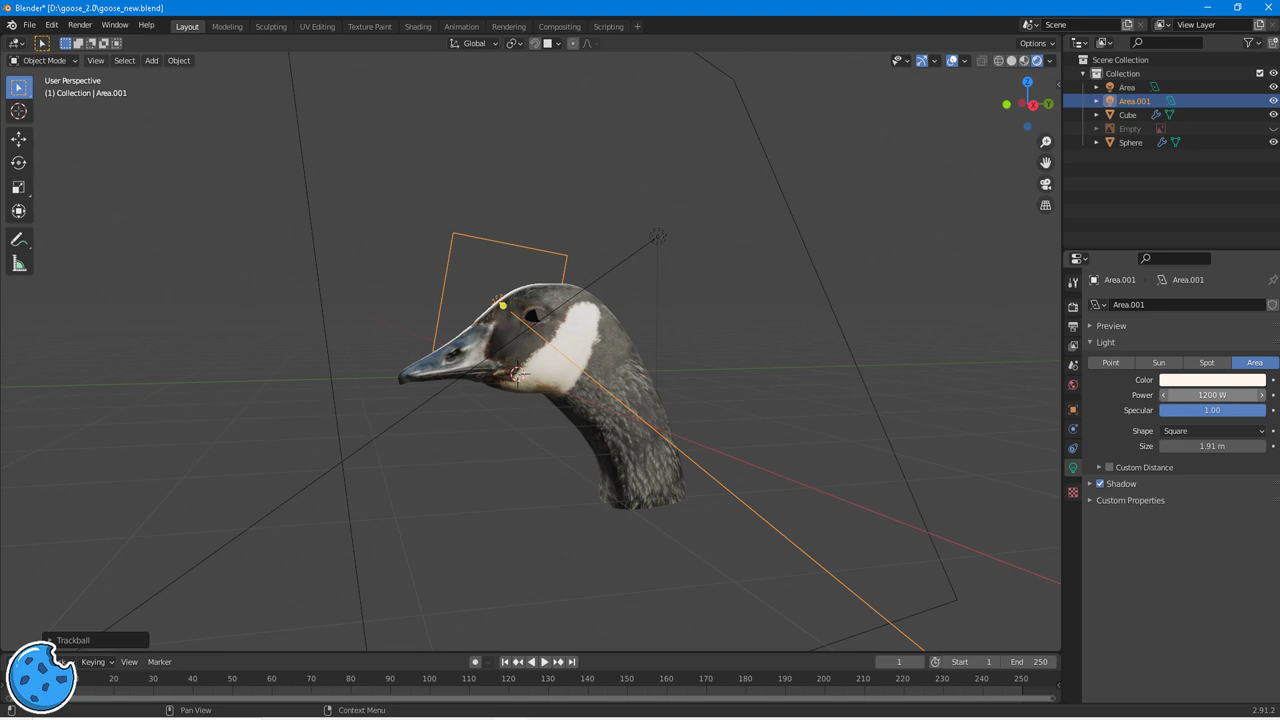 Blender* [D:\goose_2.0\goose_new.blend]
File Edit Render Window Help Layout Modeling Sculpting UV Editing Texture Paint Shading Animation Rendering Compositing Scripting + Scene View Layer
Global Options
Object Mode View Select Add Object
User Perspective
(1) Collection | Area.001
Z
X
Y
Scene Collection
Collection
Area
Area.001
Cube
Empty
Sphere
Area.001 Area.001
Area.001
Preview
Light
Point Sun Spot Area
Color
Power 1200 W
Specular 1.00
Shape Square
Size 1.91 m
Custom Distance
Shadow
Custom Properties
Trackball
Keying View Marker 1 Start 1 End 250
20 30 40 50 60 70 80 90 100 110 120 130 140 150 160 170 180 190 200 210 220 230 240 250
Pan View Context Menu 2.91.2